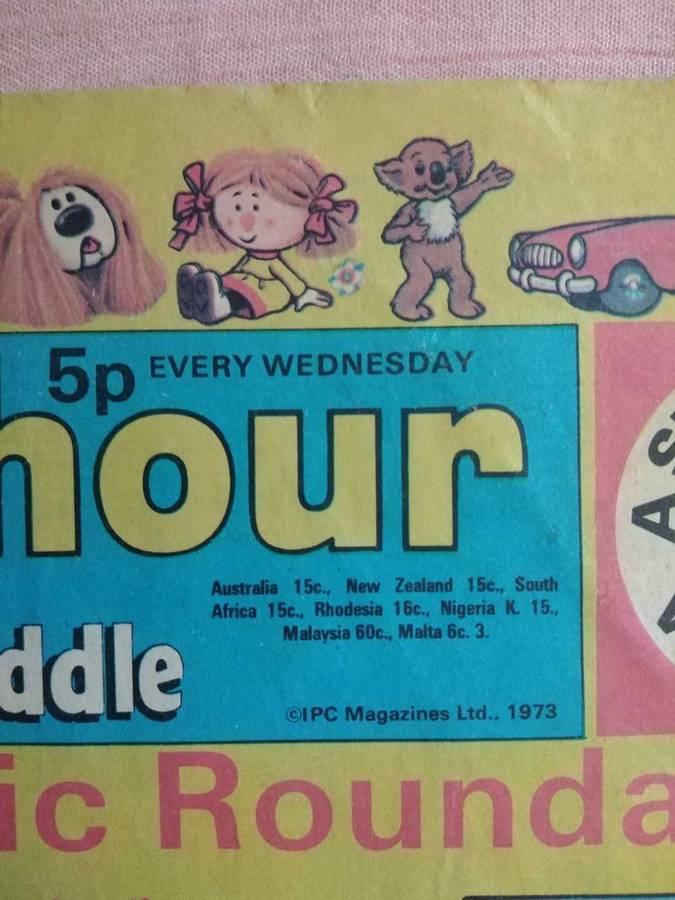 5p EVERY WEDNESDAY
hour
Australia 15c., New Zealand 15c., South
Africa 15c., Rhodesia 16c., Nigeria K. 15.,
Malaysia 60c., Malta 6c. 3.
ddle
©IPC Magazines Ltd., 1973
ic Rounda